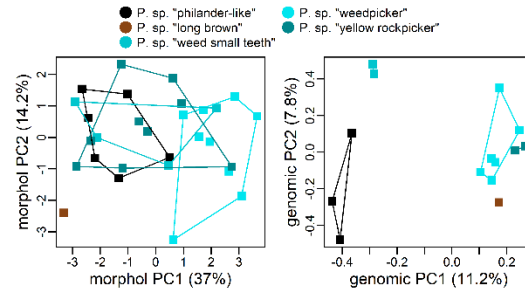 P. sp. "philander-like"
P. sp. "long brown"
P. sp. "weed small teeth"
P. sp. "weedpicker"
P. sp. "yellow rockpicker"
morphol PC2 (14.2%)
2
1
0
-1
-2
-3
-3 -2 -1 0 1 2 3
morphol PC1 (37%)
genomic PC2 (7.8%)
0.4
0.2
0.0
-0.2
-0.4
-0.4 -0.2 0.0 0.2
genomic PC1 (11.2%)